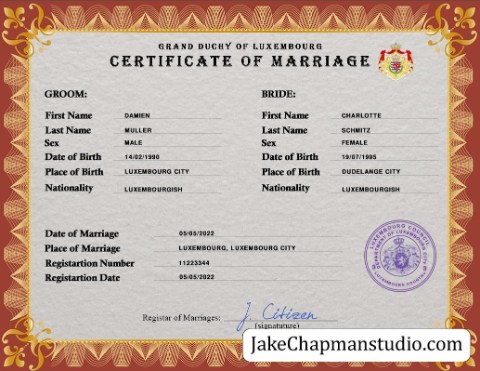 GRAND DUCHY OF LUXEMBOURG
CERTIFICATE OF MARRIAGE
GROOM:
First Name DAMIEN
Last Name MULLER
Sex MALE
Date of Birth 14/02/1990
Place of Birth LUXEMBOURG CITY
Nationality LUXEMBOURGISH
BRIDE:
First Name CHARLOTTE
Last Name SCHMITZ
Sex FEMALE
Date of Birth 19/07/1995
Place of Birth DUDELANGE CITY
Nationality LUXEMBOURGISH
Date of Marriage 05/05/2022
Place of Marriage LUXEMBOURG, LUXEMBOURG CITY
Registartion Number 11223344
Registartion Date 05/05/2022
LUXEMBOURG COUNCIL
Registar of Marriages: J. Citizen
(signatuture)
JakeChapmanstudio.com